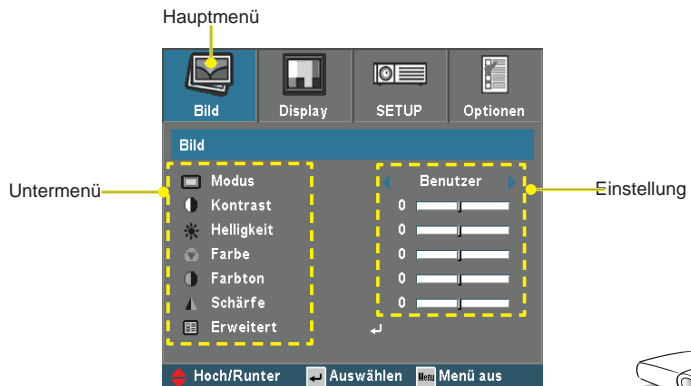 Hauptmenü
Bild Display SETUP Optionen
Bild
Untermenü
Einstellung
Modus Benutzer
Kontrast 0
Helligkeit 0
Farbe 0
Farbton 0
Schärfe 0
Erweitert
Hoch/Runter Auswählen Menu Menü aus